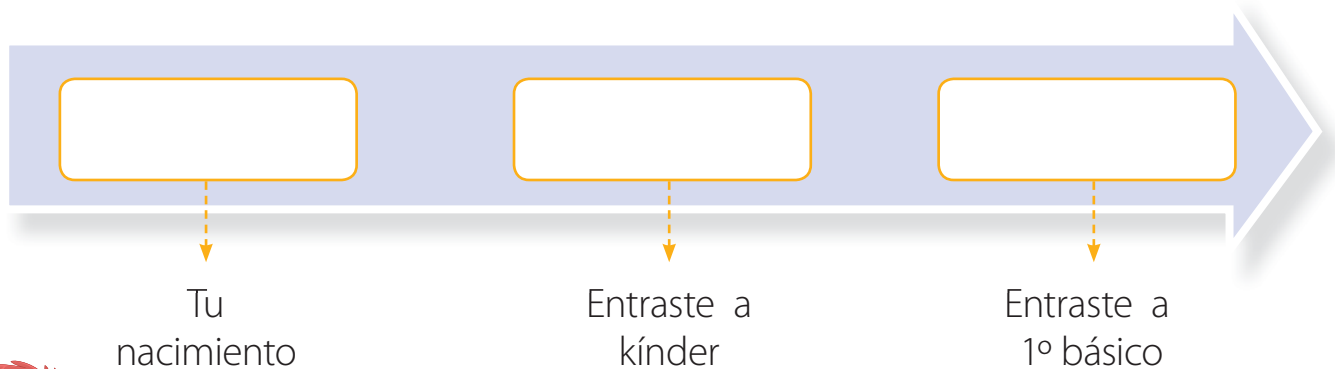 Tu
nacimiento
Entraste a
kínder
Entraste a
1º básico